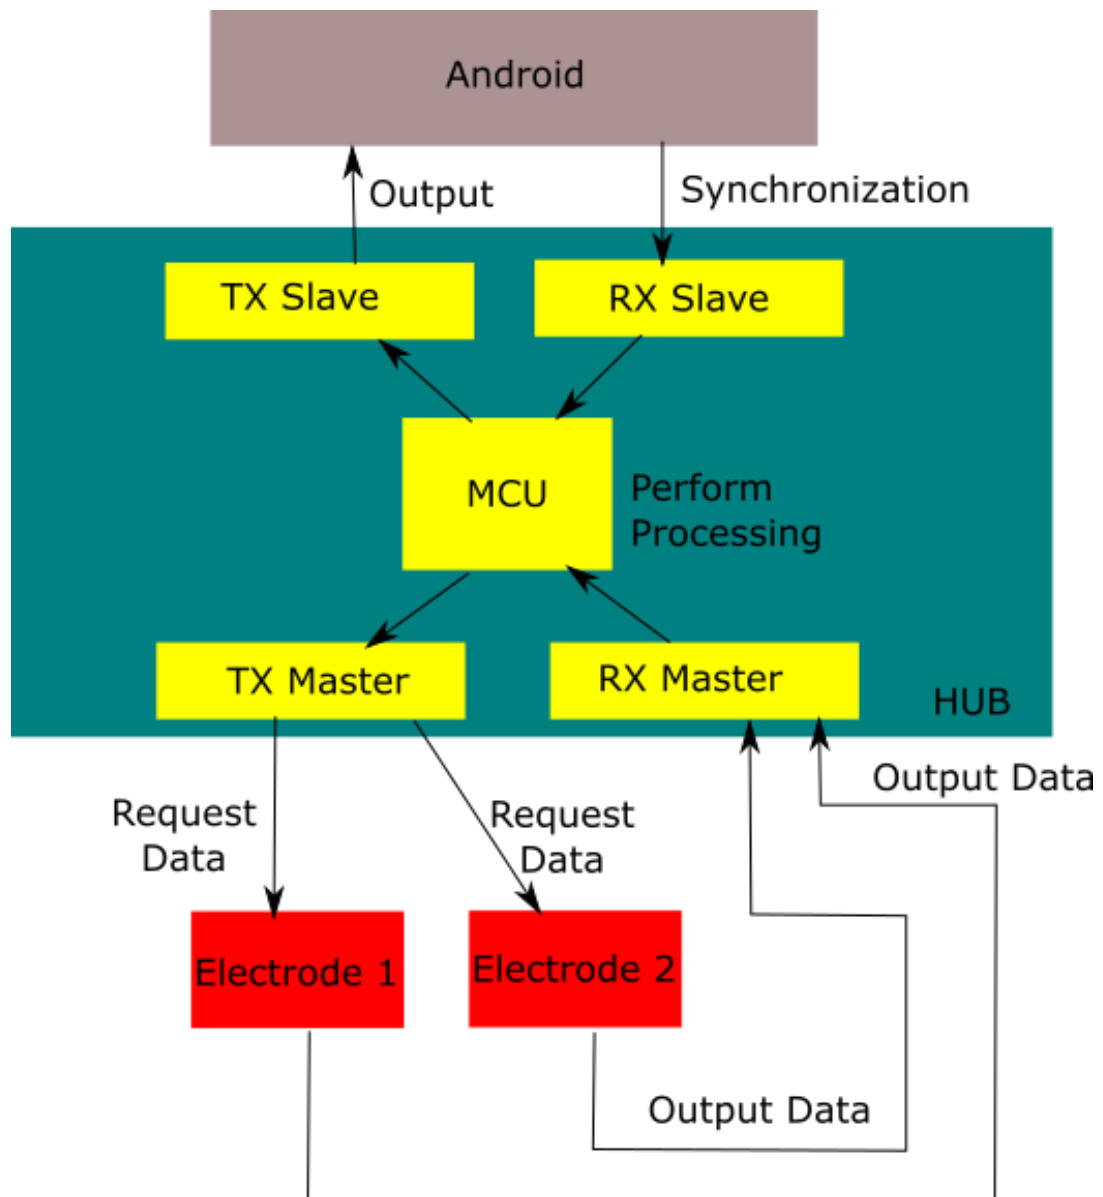 Android
Output
Synchronization
TX Slave
RX Slave
MCU
Perform
Processing
TX Master
RX Master
HUB
Output Data
Request
Data
Request
Data
Electrode 1
Electrode 2
Output Data